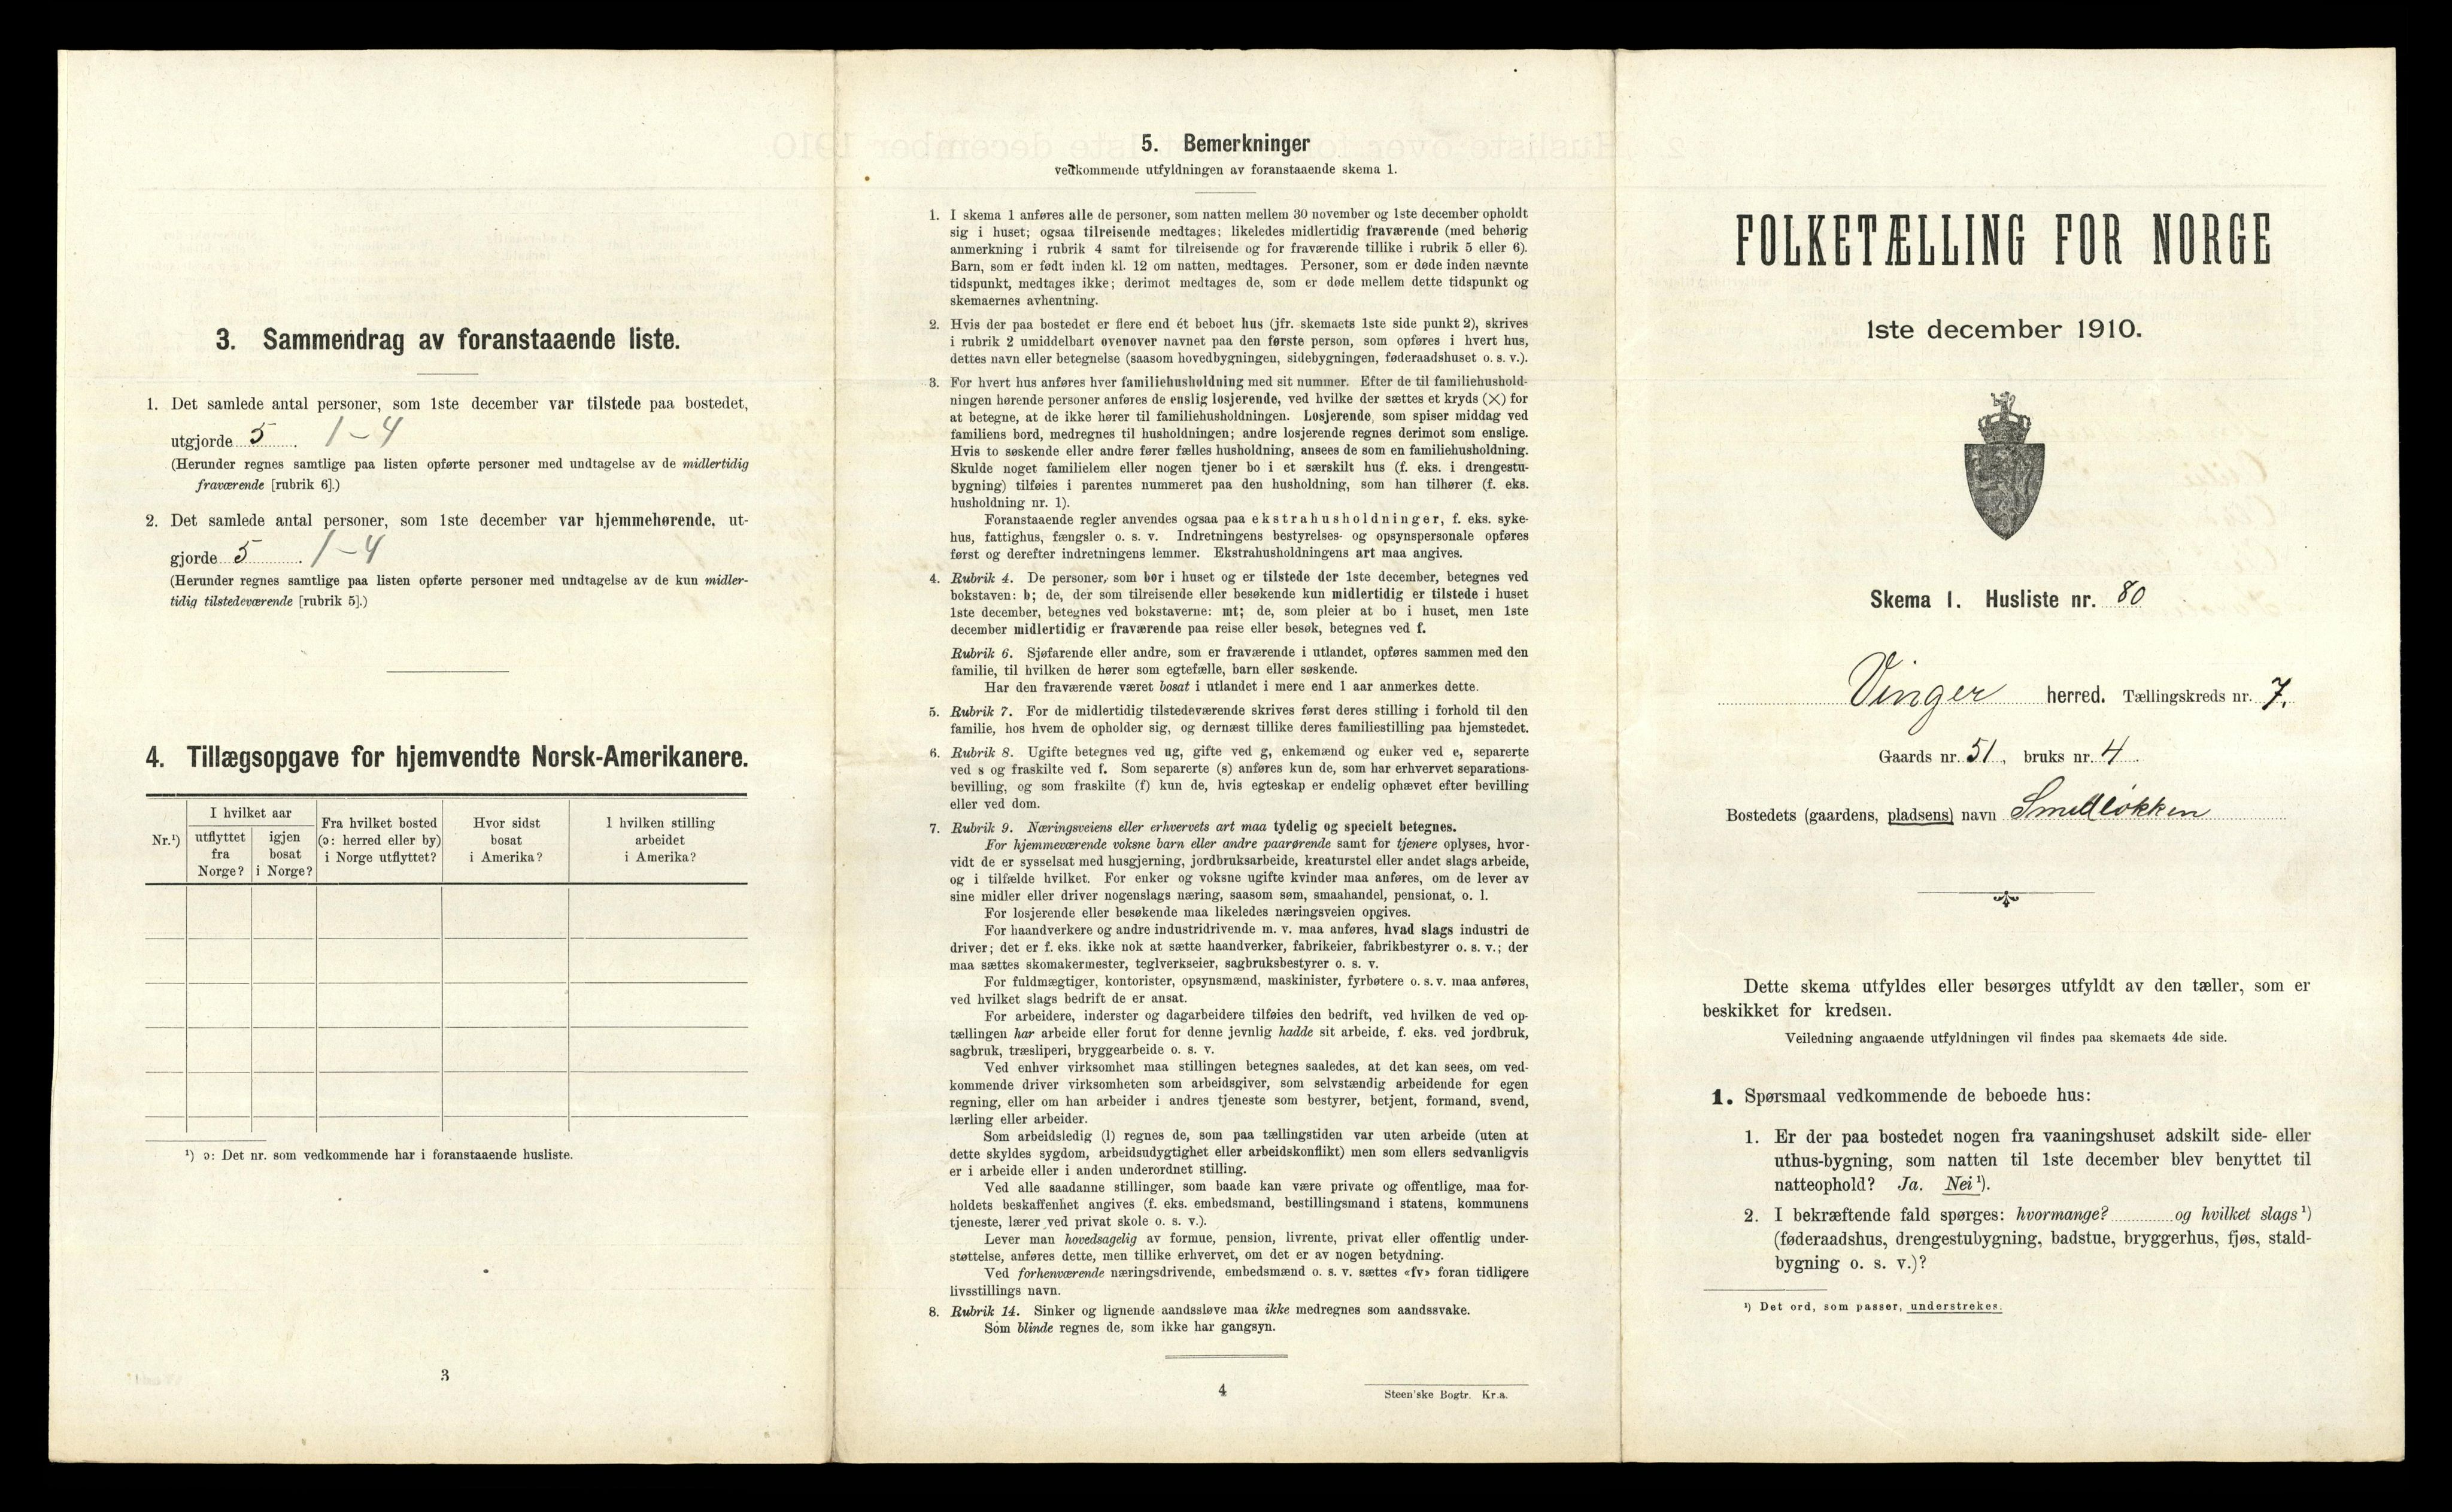 3. Sammendrag av foranstaaende liste.
1. Det samlede antal personer, som 1ste december var tilstede paa bostedet,
utgjorde 5. 1-4
(Herunder regnes samtlige paa listen opførte personer med undtagelse av de midlertidig
fraværende [rubrik 6].)
2. Det samlede antal personer, som 1ste december var hjemmehørende, ut-
gjorde 5. 1-4
(Herunder regnes samtlige paa listen opførte personer med undtagelse av de kun midler-
tidig tilstedeværende [rubrik 5].)
4. Tillægsopgave for hjemvendte Norsk-Amerikanere.
Nr.¹)
I hvilket aar
utflyttet
fra
Norge?
igjen
bosat
i Norge?
Fra hvilket bosted
(ɔ: herred eller by)
i Norge utflyttet?
Hvor sidst
bosat
i Amerika?
I hvilken stilling
arbeidet
i Amerika?
¹) ɔ: Det nr. som vedkommende har i foranstaaende husliste.
3
5. Bemerkninger
vedkommende utfyldningen av foranstaaende skema 1.
1. I skema 1 anføres alle de personer, som natten mellem 30 november og 1ste december opholdt
sig i huset; ogsaa tilreisende medtages; likeledes midlertidig fraværende (med behørig
anmerkning i rubrik 4 samt for tilreisende og for fraværende tillike i rubrik 5 eller 6).
Barn, som er født inden kl. 12 om natten, medtages. Personer, som er døde inden nævnte
tidspunkt, medtages ikke; derimot medtages de, som er døde mellem dette tidspunkt og
skemaernes avhentning.
2. Hvis der paa bostedet er flere end ét beboet hus (jfr. skemaets 1ste side punkt 2), skrives
i rubrik 2 umiddelbart ovenover navnet paa den første person, som opføres i hvert hus,
dettes navn eller betegnelse (saasom hovedbygningen, sidebygningen, føderaadshuset o. s. v.).
3. For hvert hus anføres hver familiehusholdning med sit nummer. Efter de til familiehushold-
ningen hørende personer anføres de enslig losjerende, ved hvilke der sættes et kryds (×) for
at betegne, at de ikke hører til familiehusholdningen. Losjerende, som spiser middag ved
familiens bord, medregnes til husholdningen; andre losjerende regnes derimot som enslige.
Hvis to søskende eller andre fører fælles husholdning, ansees de som en familiehusholdning.
Skulde noget familielem eller nogen tjener bo i et særskilt hus (f. eks. i drengestu-
bygning) tilføies i parentes nummeret paa den husholdning, som han tilhører (f. eks.
husholdning nr. 1).
Foranstaaende regler anvendes ogsaa paa ekstrahusholdninger, f. eks. syke-
hus, fattighus, fængsler o. s. v. Indretningens bestyrelses- og opsynspersonale opføres
først og derefter indretningens lemmer. Ekstrahusholdningens art maa angives.
4. Rubrik 4. De personer, som bor i huset og er tilstede der 1ste december, betegnes ved
bokstaven: b; de, der som tilreisende eller besøkende kun midlertidig er tilstede i huset
1ste december, betegnes ved bokstaverne: mt; de, som pleier at bo i huset, men 1ste
december midlertidig er fraværende paa reise eller besøk, betegnes ved f.
Rubrik 6. Sjøfarende eller andre, som er fraværende i utlandet, opføres sammen med den
familie, til hvilken de hører som egtefælle, barn eller søskende.
Har den fraværende været bosat i utlandet i mere end 1 aar anmerkes dette.
5. Rubrik 7. For de midlertidig tilstedeværende skrives først deres stilling i forhold til den
familie, hos hvem de opholder sig, og dernæst tillike deres familiestilling paa hjemstedet.
6. Rubrik 8. Ugifte betegnes ved ug, gifte ved g, enkemænd og enker ved e, separerte
ved s og fraskilte ved f. Som separerte (s) anføres kun de, som har erhvervet separations-
bevilling, og som fraskilte (f) kun de, hvis egteskap er endelig ophævet efter bevilling
eller ved dom.
7. Rubrik 9. Næringsveiens eller erhvervets art maa tydelig og specielt betegnes.
For hjemmeværende voksne barn eller andre paarørende samt for tjenere oplyses, hvor-
vidt de er sysselsat med husgjerning, jordbruksarbeide, kreaturstel eller andet slags arbeide,
og i tilfælde hvilket. For enker og voksne ugifte kvinder maa anføres, om de lever av
sine midler eller driver nogenslags næring, saasom søm, smaahandel, pensionat, o. l.
For losjerende eller besøkende maa likeledes næringsveien opgives.
For haandverkere og andre industridrivende m. v. maa anføres, hvad slags industri de
driver; det er f. eks. ikke nok at sætte haandverker, fabrikeier, fabrikbestyrer o. s. v.; der
maa sættes skomakermester, teglverkseier, sagbruksbestyrer o. s. v.
For fuldmægtiger, kontorister, opsynsmænd, maskinister, fyrbøtere o. s. v. maa anføres,
ved hvilket slags bedrift de er ansat.
For arbeidere, inderster og dagarbeidere tilføies den bedrift, ved hvilken de ved op-
tællingen har arbeide eller forut for denne jevnlig hadde sit arbeide, f. eks. ved jordbruk,
sagbruk, træsliperi, bryggearbeide o. s. v.
Ved enhver virksomhet maa stillingen betegnes saaledes, at det kan sees, om ved-
kommende driver virksomheten som arbeidsgiver, som selvstændig arbeidende for egen
regning, eller om han arbeider i andres tjeneste som bestyrer, betjent, formand, svend,
lærling eller arbeider.
Som arbeidsledig (l) regnes de, som paa tællingstiden var uten arbeide (uten at
dette skyldes sygdom, arbeidsudygtighet eller arbeidskonflikt) men som ellers sedvanligvis
er i arbeide eller i anden underordnet stilling.
Ved alle saadanne stillinger, som baade kan være private og offentlige, maa for-
holdets beskaffenhet angives (f. eks. embedsmand, bestillingsmand i statens, kommunens
tjeneste, lærer ved privat skole o. s. v.).
Lever man hovedsagelig av formue, pension, livrente, privat eller offentlig under-
støttelse, anføres dette, men tillike erhvervet, om det er av nogen betydning.
Ved forhenværende næringsdrivende, embedsmænd o. s. v. sættes «fv» foran tidligere
livsstillings navn.
8. Rubrik 14. Sinker og lignende aandssløve maa ikke medregnes som aandssvake.
Som blinde regnes de, som ikke har gangsyn.
4
Steen'ske Bogtr. Kr.a.
FOLKETÆLLING FOR NORGE
1ste december 1910.
Skema 1. Husliste nr. 80
Vinger herred. Tællingskreds nr. 7.
Gaards nr. 51, bruks nr. 4.
Bostedets (gaardens, pladsens) navn Smedløkken
Dette skema utfyldes eller besørges utfyldt av den tæller, som er
beskikket for kredsen.
Veiledning angaaende utfyldningen vil findes paa skemaets 4de side.
1. Spørsmaal vedkommende de beboede hus:
1. Er der paa bostedet nogen fra vaaningshuset adskilt side- eller
uthus-bygning, som natten til 1ste december blev benyttet til
natteophold? Ja. Nei¹).
2. I bekræftende fald spørges: hvormange? og hvilket slags¹)
(føderaadshus, drengestubygning, badstue, bryggerhus, fjøs, stald-
bygning o. s. v.)?
¹) Det ord, som passer, understrekes.